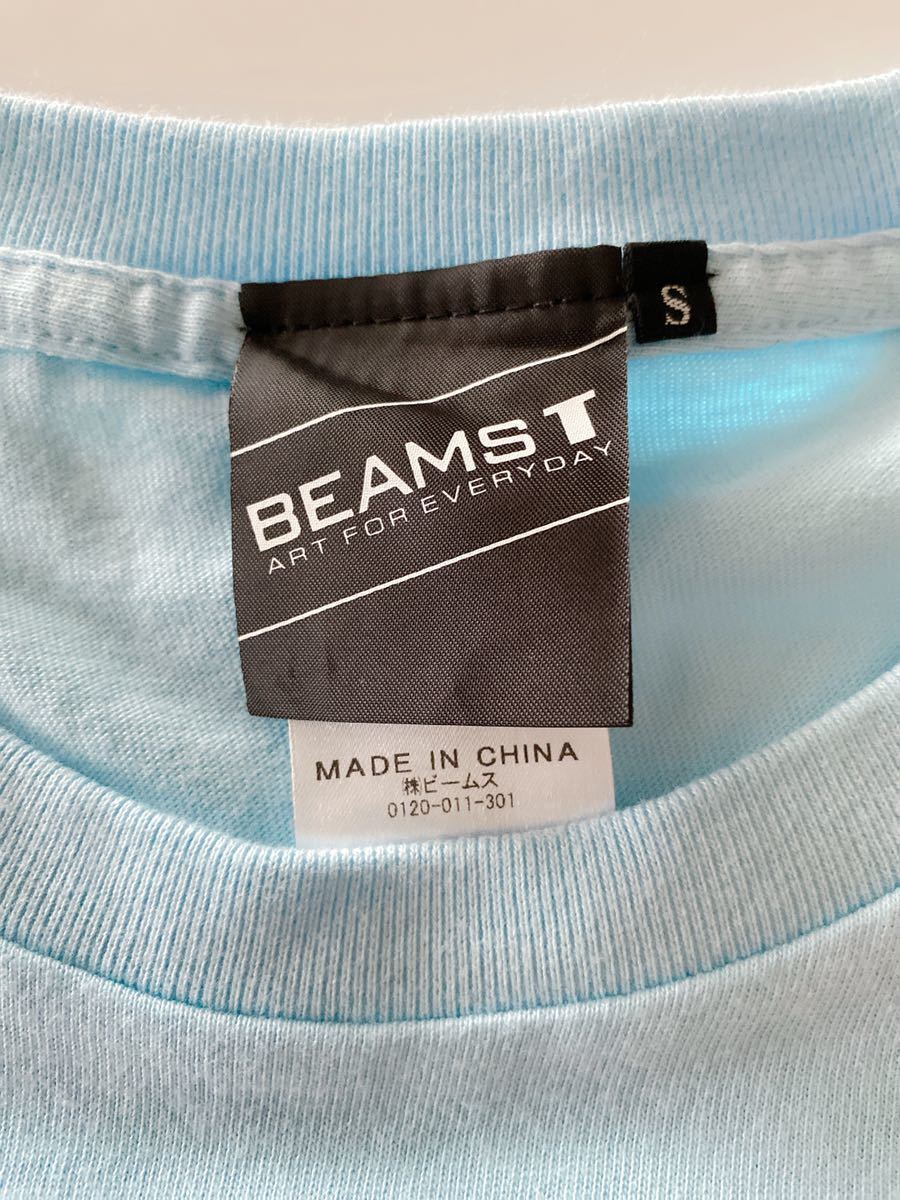 S
BEAMS T
ART FOR EVERYDAY
MADE IN CHINA
㈱ビームス
0120-011-301